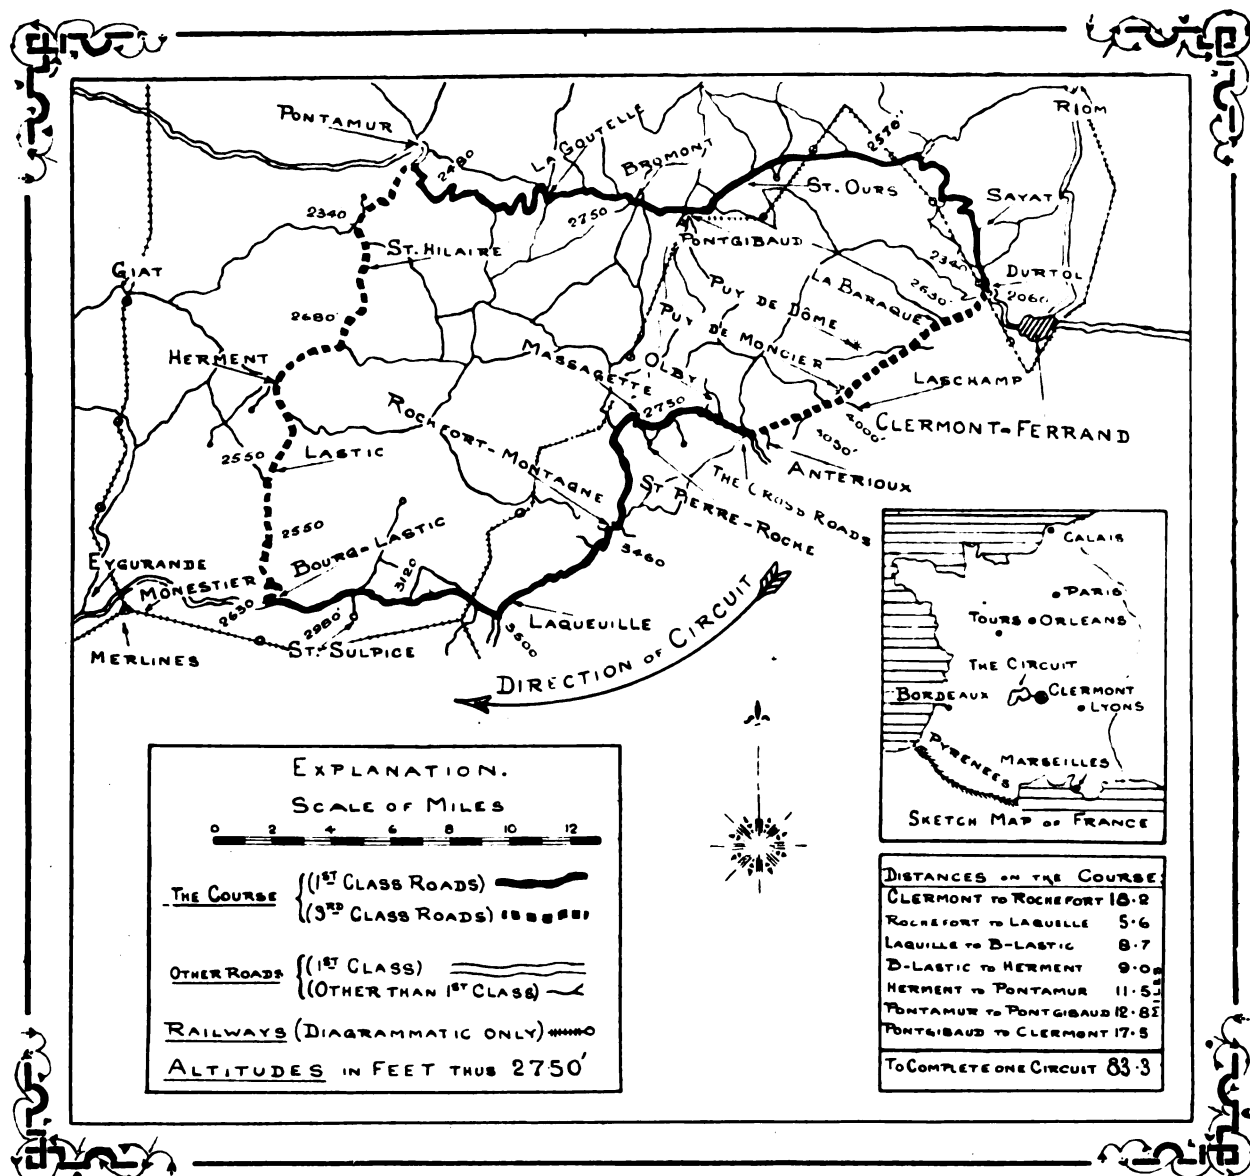 PONTAMUR
LA GOUTELLE
BROMONT
2570'
RIOM
2480'
ST. OURS
SAYAT
2340'
2750'
ST. HILAIRE
PONTGIBAUD
2340'
DURTOL
GIAT
LA BARAQUE
2630'
2060'
PUY DE DÔME
2680'
PUY DE MONCIER
HERMENT
MASSAGETTE
OLBY
LASCHAMP
ROCHEFORT-MONTAGNE
2750
4000'
CLERMONT-FERRAND
2550
LASTIC
4030'
ANTERIOUX
THE CROSS ROADS
ST PIERRE-ROCHE
2550
EYGURANDE
BOURG-LASTIC
3460
MONESTIER
3120
2630'
2980'
LAQUEUILLE
3500
MERLINES
ST. SULPICE
DIRECTION OF CIRCUIT
CALAIS
PARIS
TOURS
ORLEANS
THE CIRCUIT
BORDEAUX
CLERMONT
LYONS
PYRENEES
MARSEILLES
SKETCH MAP OF FRANCE
EXPLANATION.
SCALE OF MILES
0 2 4 6 8 10 12
THE COURSE
(1ST CLASS ROADS)
(3RD CLASS ROADS)
OTHER ROADS
(1ST CLASS)
(OTHER THAN 1ST CLASS)
RAILWAYS (DIAGRAMMATIC ONLY)
ALTITUDES IN FEET THUS 2750'
DISTANCES ON THE COURSE:
CLERMONT TO ROCHEFORT 18.2
ROCHEFORT TO LAQUELLE 5.6
LAQUILLE TO B-LASTIC 8.7
B-LASTIC TO HERMENT 9.0
HERMENT TO PONTAMUR 11.5
PONTAMUR TO PONTGIBAUD 12.8
PONTGIBAUD TO CLERMONT 17.5
MILES
TO COMPLETE ONE CIRCUIT 83.3